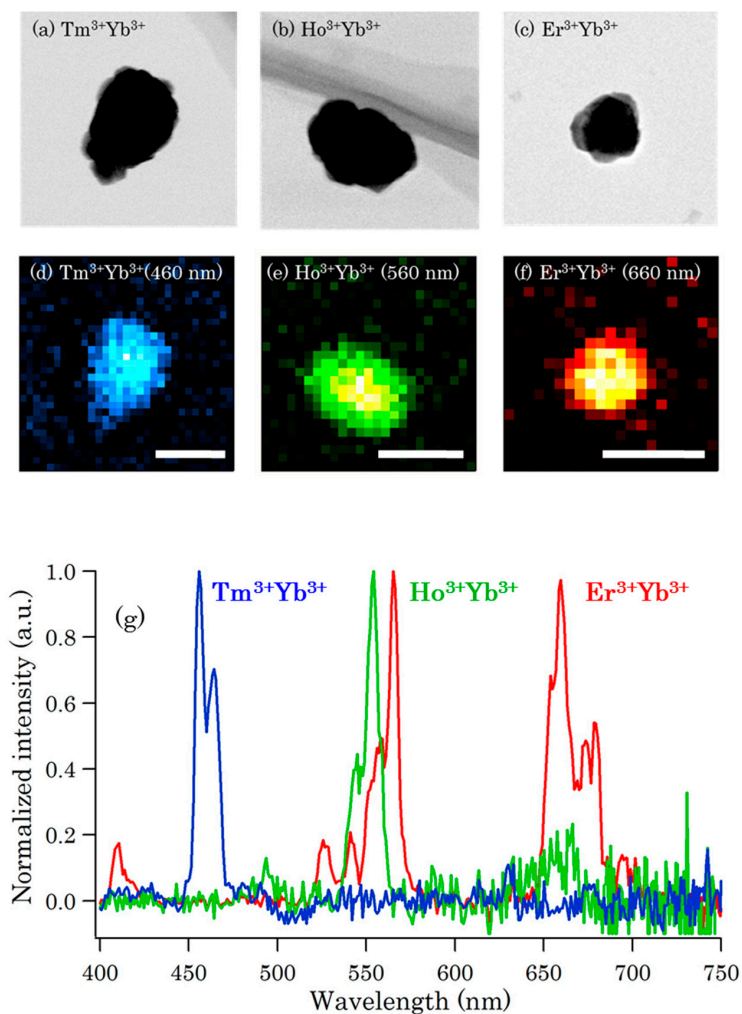 (a) Tm³⁺Yb³⁺
(b) Ho³⁺Yb³⁺
(c) Er³⁺Yb³⁺
(d) Tm³⁺Yb³⁺(460 nm)
(e) Ho³⁺Yb³⁺ (560 nm)
(f) Er³⁺Yb³⁺ (660 nm)
(g)
Tm³⁺Yb³⁺
Ho³⁺Yb³⁺
Er³⁺Yb³⁺
Normalized intensity (a.u.)
1.0
0.8
0.6
0.4
0.2
0.0
400 450 500 550 600 650 700 750
Wavelength (nm)